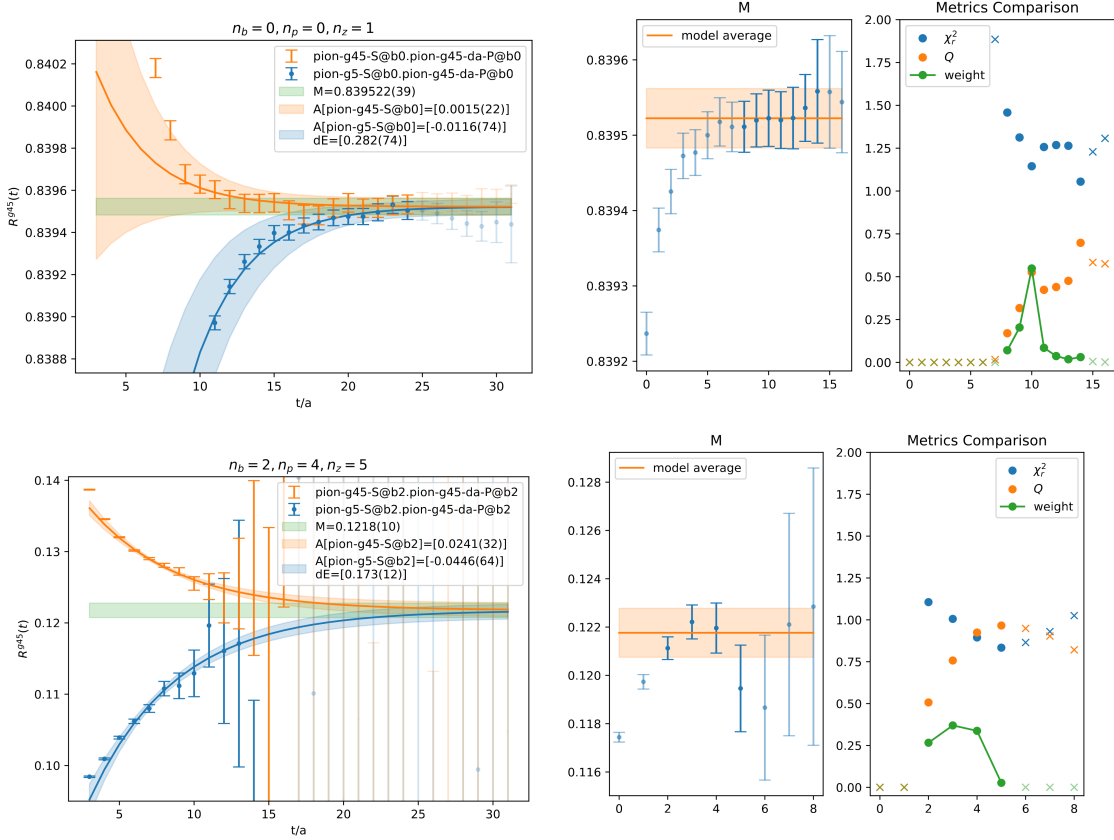 n_b = 0, n_p = 0, n_z = 1
0.8402
0.8400
0.8398
0.8396
0.8394
0.8392
0.8390
0.8388
R^{g45}(t)
pion-g45-S@b0.pion-g45-da-P@b0
pion-g5-S@b0.pion-g45-da-P@b0
M=0.839522(39)
A[pion-g45-S@b0]=[0.0015(22)]
A[pion-g5-S@b0]=[-0.0116(74)]
dE=[0.282(74)]
5 10 15 20 25 30
t/a
M
model average
0.8396
0.8395
0.8394
0.8393
0.8392
0 5 10 15
Metrics Comparison
χ_r^2
Q
weight
2.00
1.75
1.50
1.25
1.00
0.75
0.50
0.25
0.00
0 5 10 15
n_b = 2, n_p = 4, n_z = 5
0.14
0.13
0.12
0.11
0.10
R^{g45}(t)
pion-g45-S@b2.pion-g45-da-P@b2
pion-g5-S@b2.pion-g45-da-P@b2
M=0.1218(10)
A[pion-g45-S@b2]=[0.0241(32)]
A[pion-g5-S@b2]=[-0.0446(64)]
dE=[0.173(12)]
5 10 15 20 25 30
t/a
M
model average
0.128
0.126
0.124
0.122
0.120
0.118
0.116
0 2 4 6 8
Metrics Comparison
χ_r^2
Q
weight
2.00
1.75
1.50
1.25
1.00
0.75
0.50
0.25
0.00
0 2 4 6 8